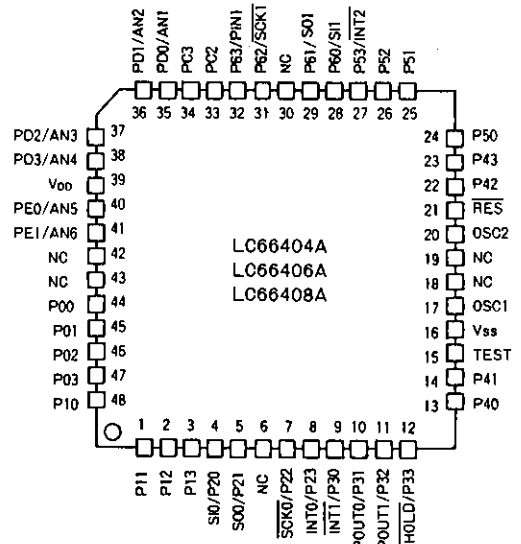 PD1/AN2
PD0/AN1
PC3
PC2
P63/PIN1
P62/SCK1
NC
P61/SO1
P60/SI1
P53/INT2
P52
P51
36 35 34 33 32 31 30 29 28 27 26 25
PD2/AN3 37
PD3/AN4 38
VDD 39
PE0/AN5 40
PE1/AN6 41
NC 42
NC 43
P00 44
P01 45
P02 46
P03 47
P10 48
LC66404A
LC66406A
LC66408A
24 P50
23 P43
22 P42
21 RES
20 OSC2
19 NC
18 NC
17 OSC1
16 Vss
15 TEST
14 P41
13 P40
1 2 3 4 5 6 7 8 9 10 11 12
P11
P12
P13
SI0/P20
SO0/P21
NC
SCK0/P22
INT0/P23
INT1/P30
POUT0/P31
POUT1/P32
HOLD/P33